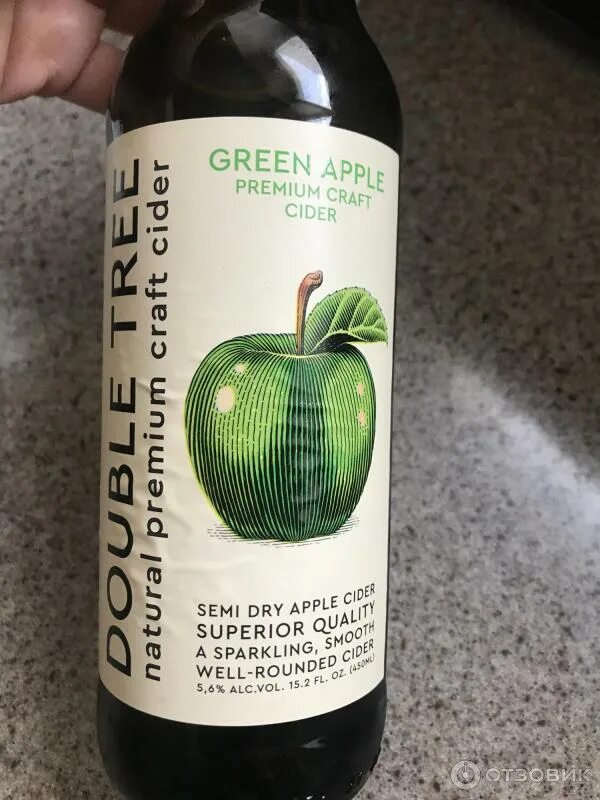 DOUBLE TREE
natural premium craft cider
GREEN APPLE
PREMIUM CRAFT
CIDER
SEMI DRY APPLE CIDER
SUPERIOR QUALITY
A SPARKLING, SMOOTH
WELL-ROUNDED CIDER
5,6% ALC.VOL. 15.2 FL. OZ. (450ML)
ОТЗОВИК